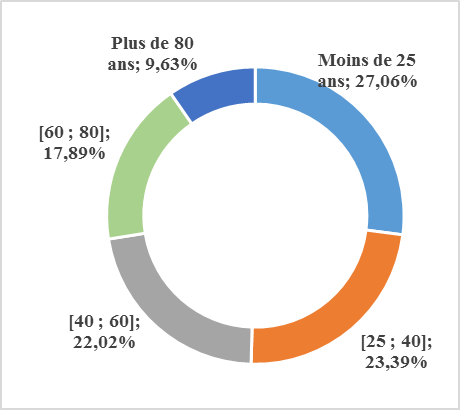 Plus de 80
ans; 9,63%
Moins de 25
ans; 27,06%
[60 ; 80];
17,89%
[40 ; 60];
22,02%
[25 ; 40];
23,39%